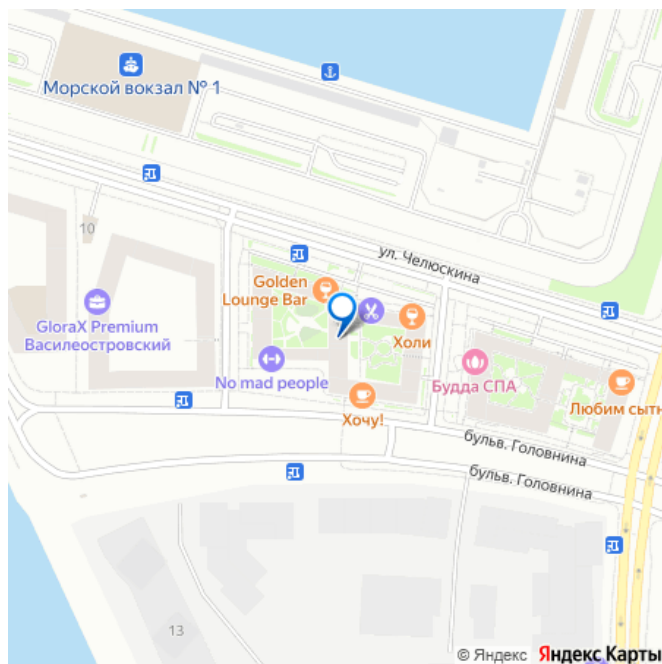 Морской вокзал № 1
ул. Челюскина
10
Golden
Lounge Bar
GloraX Premium
Василеостровский
Холи
No mad people
Будда СПА
Хочу!
Любим сытн
бульв. Головнина
бульв. Головнина
13
© Яндекс Яндекс Карты